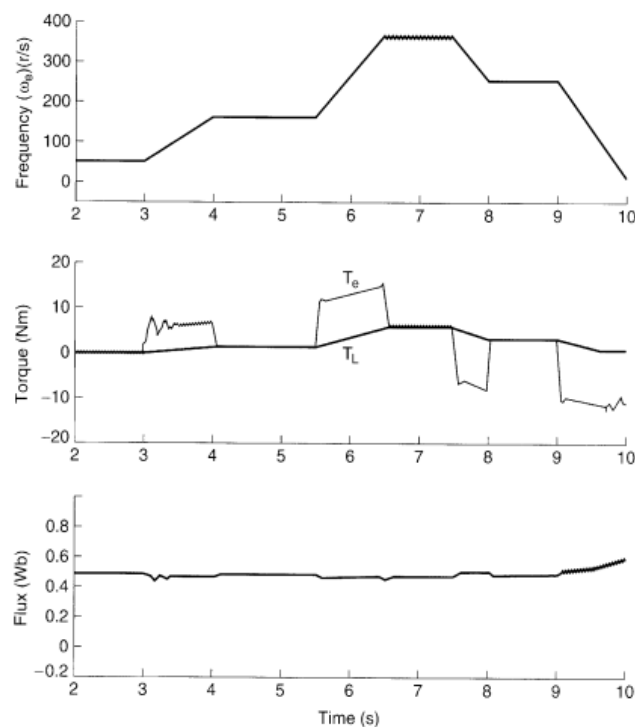 Frequency (ωe)(r/s)
400
300
200
100
0
2 3 4 5 6 7 8 9 10
Torque (Nm)
20
10
0
−10
−20
Te
TL
2 3 4 5 6 7 8 9 10
Flux (Wb)
0.8
0.6
0.4
0.2
0
−0.2
2 3 4 5 6 7 8 9 10
Time (s)